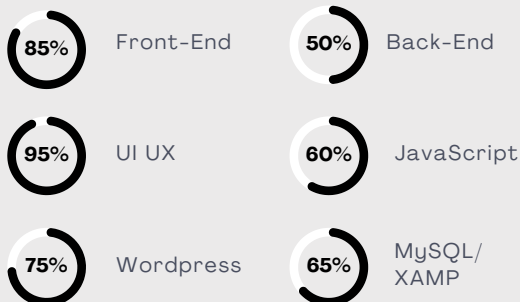 85% Front-End
50% Back-End
95% UI UX
60% JavaScript
75% Wordpress
65% MySQL/
XAMP